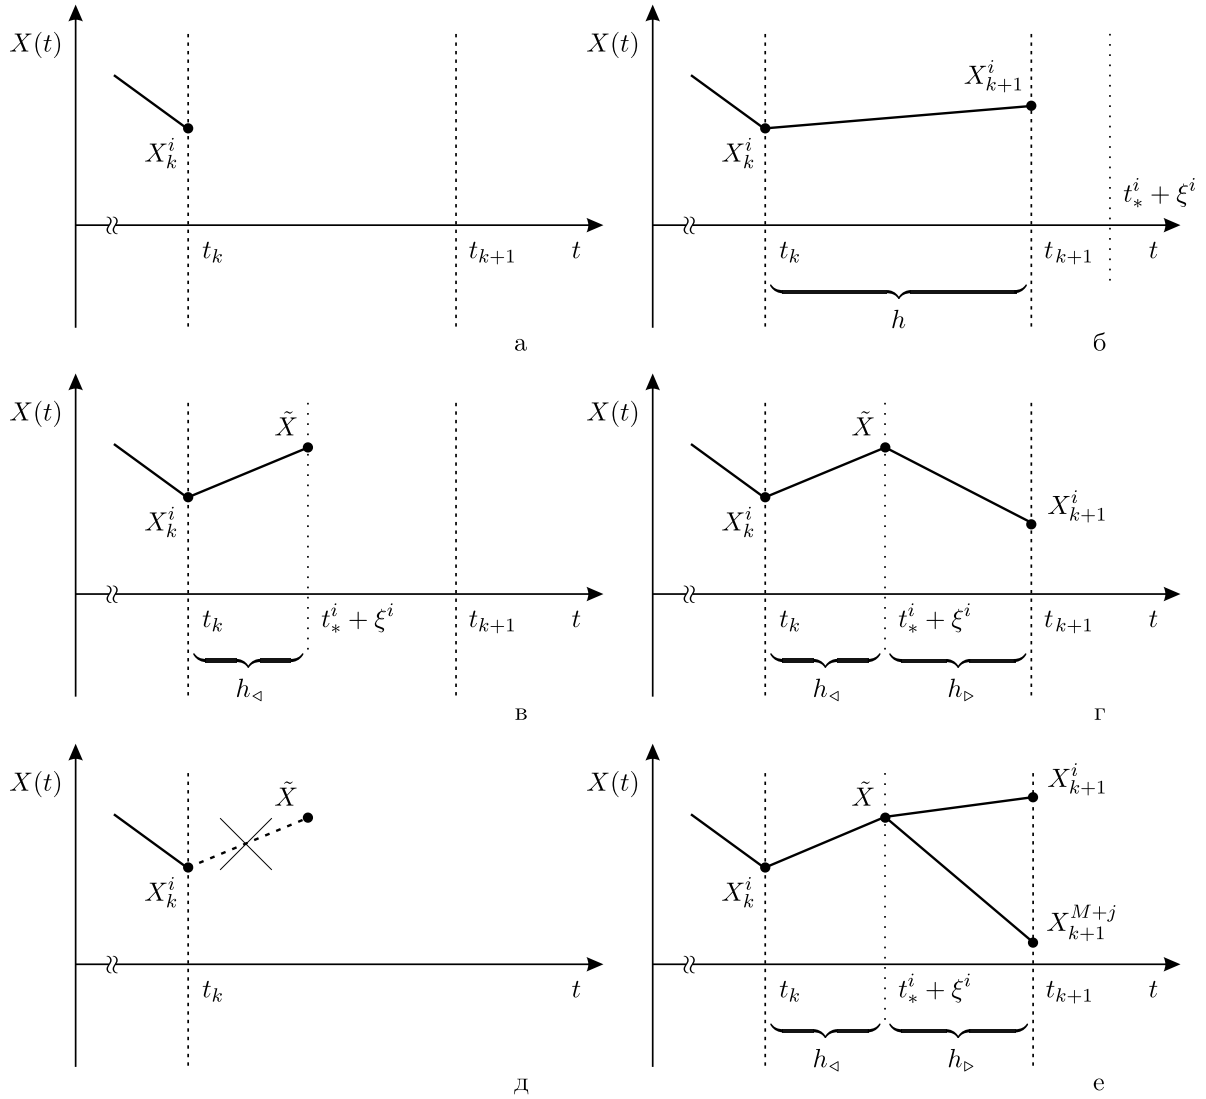 X(t)
X_k^i
t_k
t_{k+1}
t
а
X(t)
X_{k+1}^i
X_k^i
t_*^i + ξ^i
t_k
t_{k+1}
t
h
б
X(t)
X̃
X_k^i
t_k
t_*^i + ξ^i
t_{k+1}
t
h_◁
в
X(t)
X̃
X_k^i
X_{k+1}^i
t_k
t_*^i + ξ^i
t_{k+1}
t
h_◁
h_▷
г
X(t)
X̃
X_k^i
t_k
t
д
X(t)
X̃
X_{k+1}^i
X_k^i
X_{k+1}^{M+j}
t_k
t_*^i + ξ^i
t_{k+1}
t
h_◁
h_▷
е